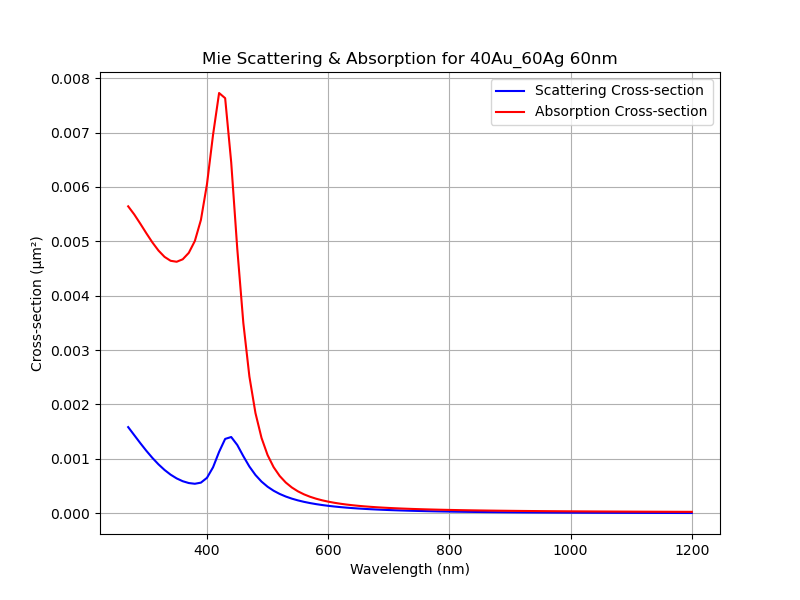 Mie Scattering & Absorption for 40Au_60Ag 60nm
Scattering Cross-section
Absorption Cross-section
Cross-section (μm²)
0.008
0.007
0.006
0.005
0.004
0.003
0.002
0.001
0.000
400 600 800 1000 1200
Wavelength (nm)